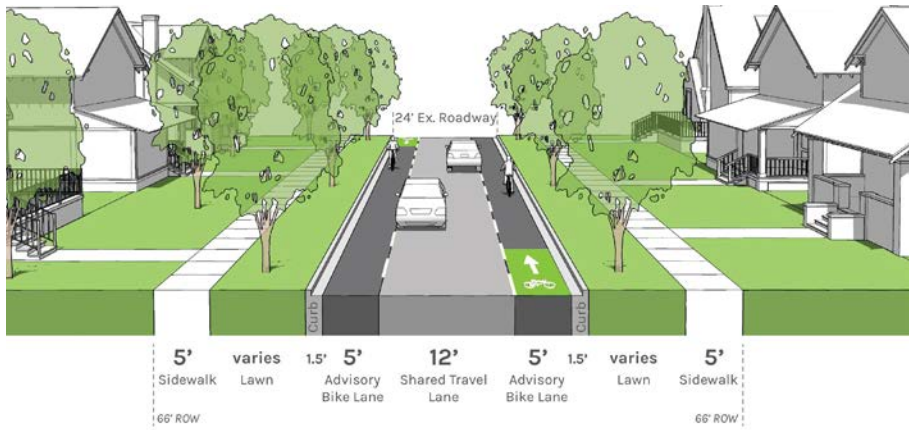 24' Ex. Roadway
Curb
Curb
5'
Sidewalk
varies
Lawn
1.5'
5'
Advisory
Bike Lane
12'
Shared Travel
Lane
5'
Advisory
Bike Lane
1.5'
varies
Lawn
5'
Sidewalk
66' ROW
66' ROW